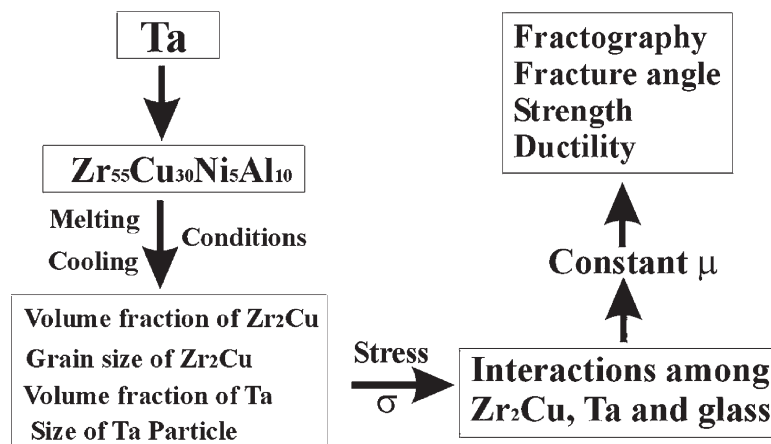 Ta
Zr₅₅Cu₃₀Ni₅Al₁₀
Melting
Conditions
Cooling
Volume fraction of Zr₂Cu
Grain size of Zr₂Cu
Volume fraction of Ta
Size of Ta Particle
Stress
σ
Interactions among
Zr₂Cu, Ta and glass
Constant μ
Fractography
Fracture angle
Strength
Ductility